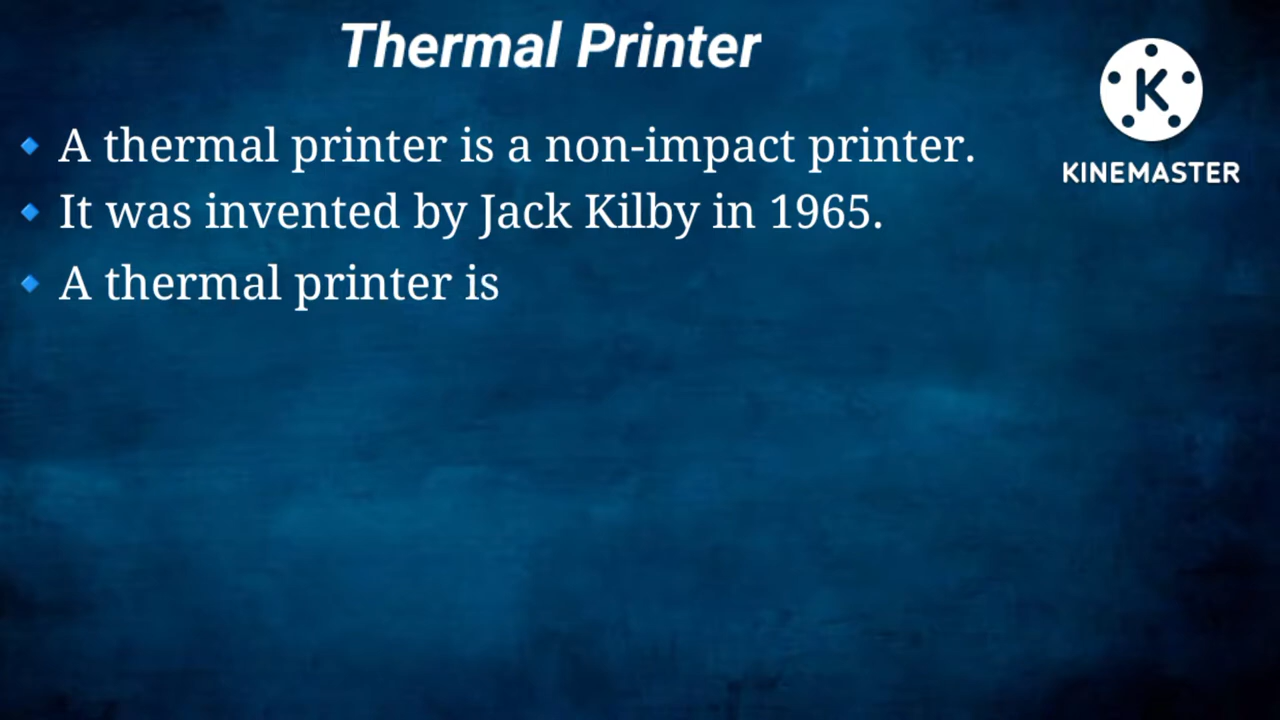 Thermal Printer
K
KINEMASTER
🔹 A thermal printer is a non-impact printer.
🔹 It was invented by Jack Kilby in 1965.
🔹 A thermal printer is